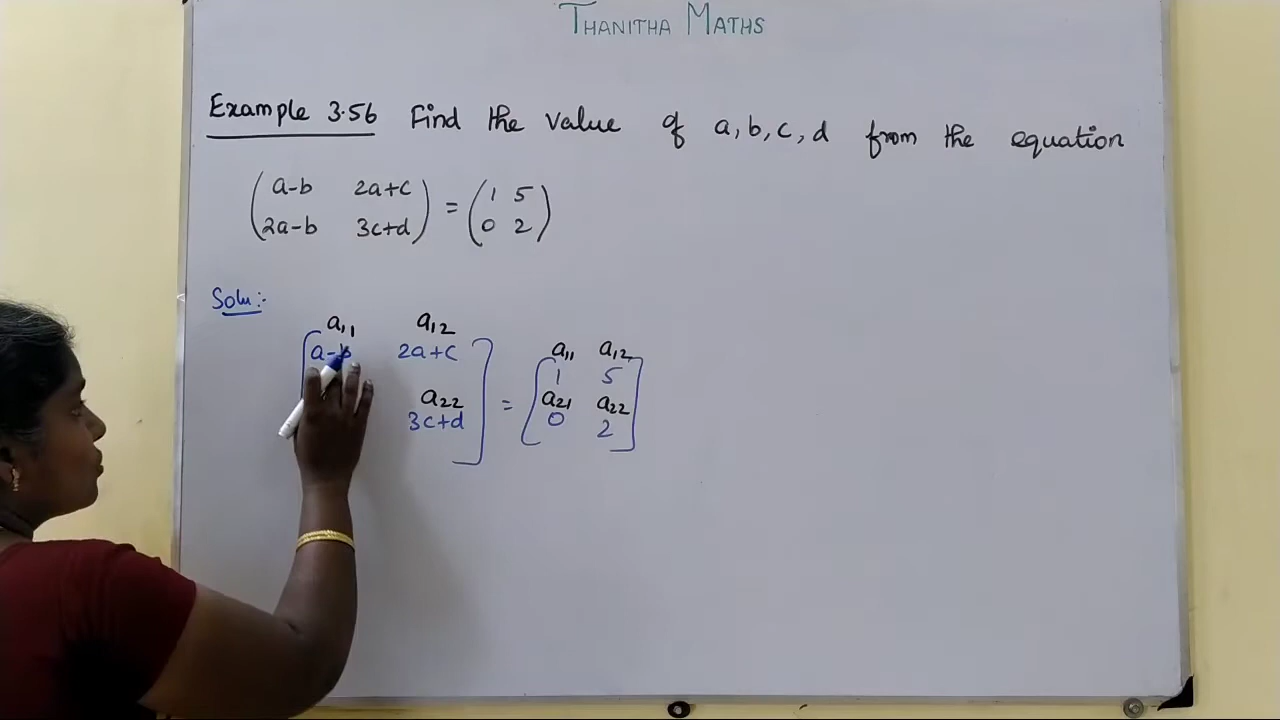 THANITHA MATHS
Example 3.56 Find the value of a, b, c, d from the equation
a-b 2a+c 1 5
2a-b 3c+d = 0 2
Solu:-
a11 a12
a-b 2a+c a11 a12
1 5
a22 = a21 a22
3c+d 0 2